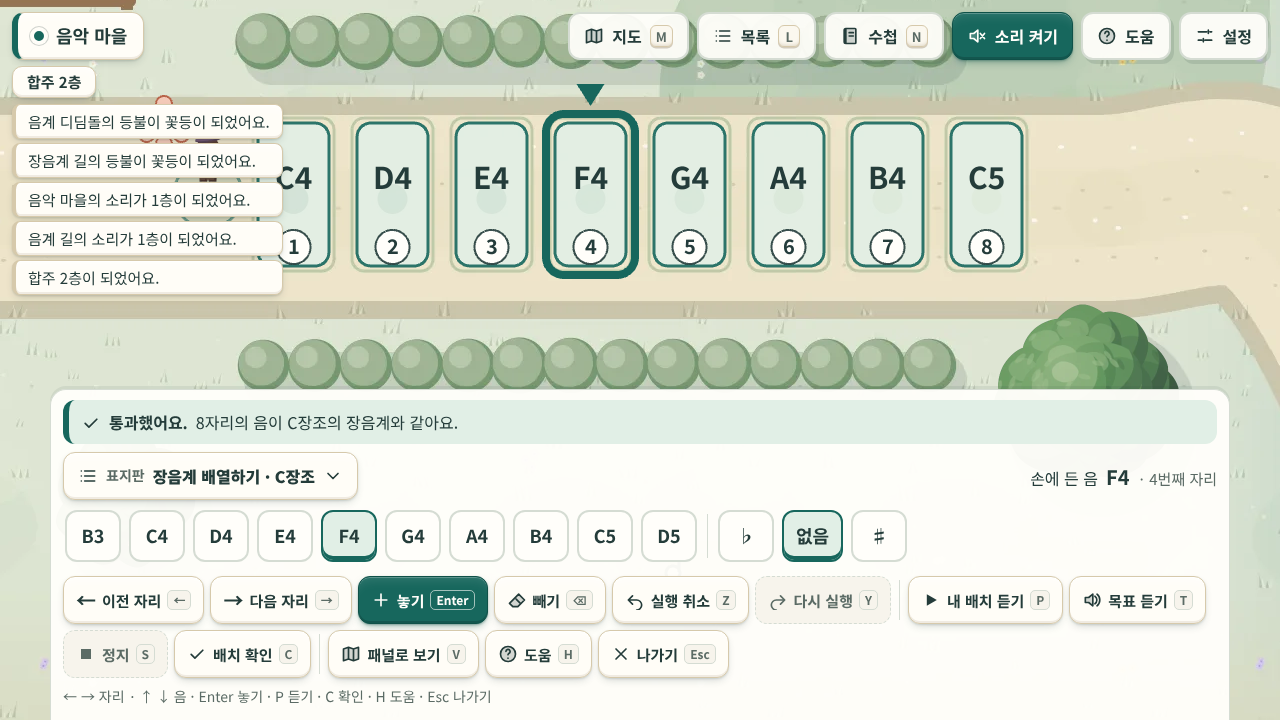 음악 마을
지도 M
목록 L
수첩 N
소리 켜기
도움
설정
합주 2층
음계 디딤돌의 등불이 꽃등이 되었어요.
장음계 길의 등불이 꽃등이 되었어요.
음악 마을의 소리가 1층이 되었어요.
음계 길의 소리가 1층이 되었어요.
합주 2층이 되었어요.
C4 D4 E4 F4 G4 A4 B4 C5
1 2 3 4 5 6 7 8
통과했어요. 8자리의 음이 C장조의 장음계와 같아요.
표지판 장음계 배열하기 · C장조
손에 든 음 F4 · 4번째 자리
B3 C4 D4 E4 F4 G4 A4 B4 C5 D5 ♭ 없음 ♯
← 이전 자리 ←
→ 다음 자리 →
놓기 Enter
빼기 ⌫
실행 취소 Z
다시 실행 Y
내 배치 듣기 P
목표 듣기 T
정지 S
배치 확인 C
패널로 보기 V
도움 H
나가기 Esc
← → 자리 · ↑ ↓ 음 · Enter 놓기 · P 듣기 · C 확인 · H 도움 · Esc 나가기